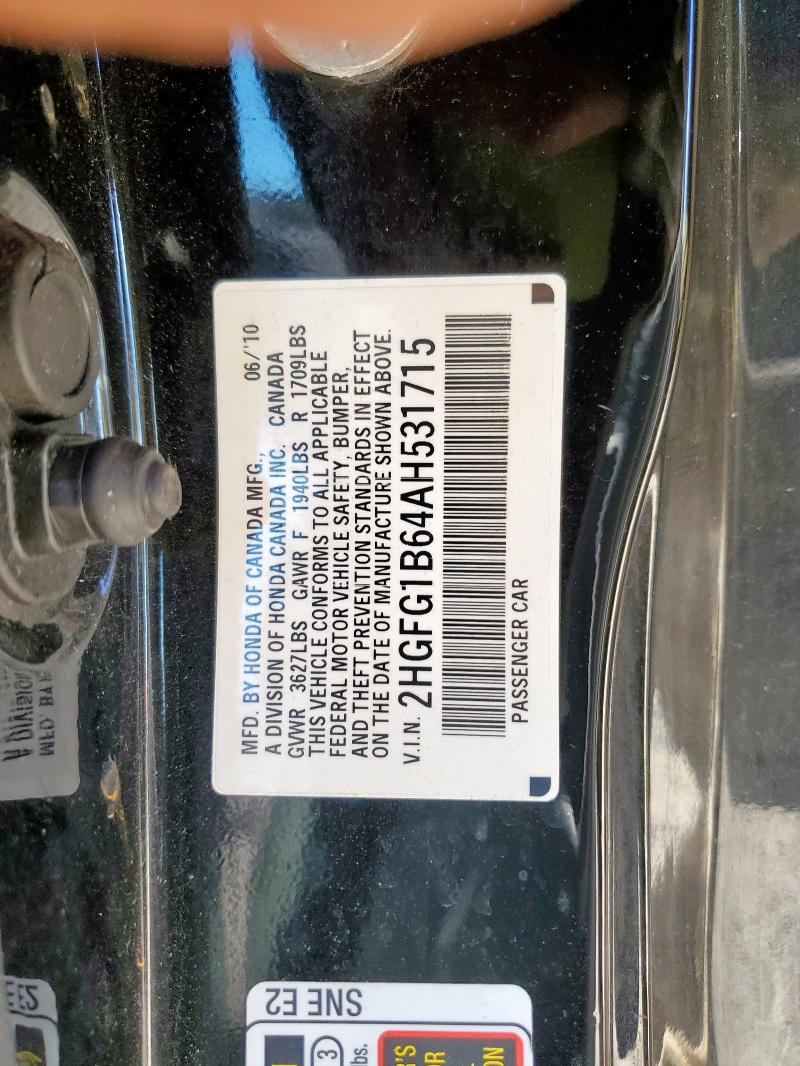 MFD. BY HONDA OF CANADA MFG., 06/'10
A DIVISION OF HONDA CANADA INC. CANADA
GVWR 3627LBS GAWR F 1940LBS R 1709LBS
THIS VEHICLE CONFORMS TO ALL APPLICABLE
FEDERAL MOTOR VEHICLE SAFETY, BUMPER,
AND THEFT PREVENTION STANDARDS IN EFFECT
ON THE DATE OF MANUFACTURE SHOWN ABOVE.
V.I.N. 2HGFG1B64AH531715
PASSENGER CAR
SNE E2
3
lbs.